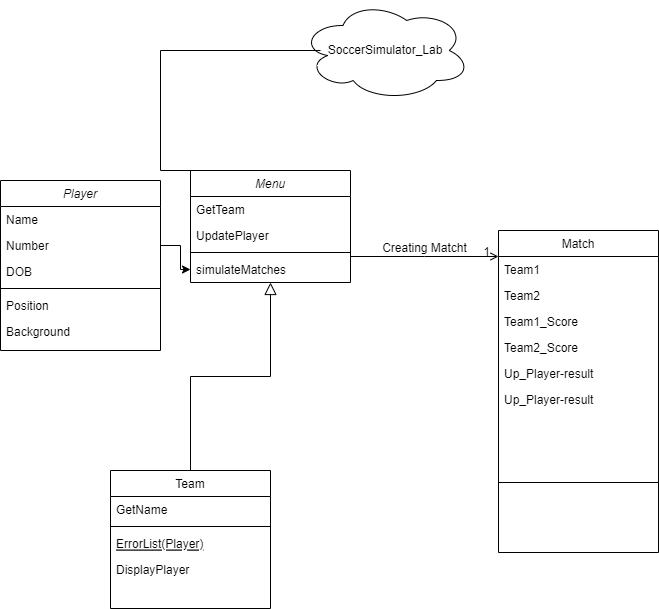 SoccerSimulator_Lab
Player
Name
Number
DOB
Position
Background
Menu
GetTeam
UpdatePlayer
simulateMatches
Creating Matcht
1
Match
Team1
Team2
Team1_Score
Team2_Score
Up_Player-result
Up_Player-result
Team
GetName
ErrorList(Player)
DisplayPlayer